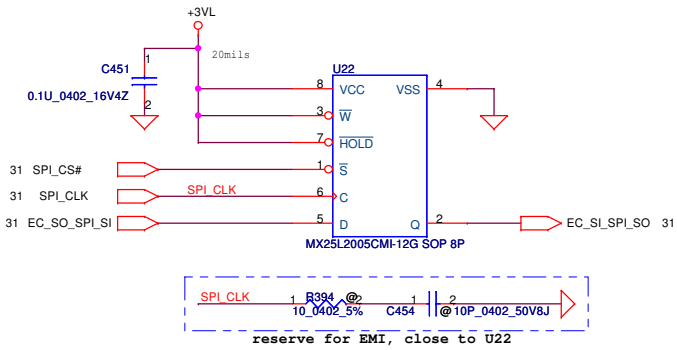 +3VL
20mils
C451
1
0.1U_0402_16V4Z
2
U22
8 VCC VSS 4
3 W
7 HOLD
31 SPI_CS# 1 S
31 SPI_CLK SPI_CLK 6 C
31 EC_SO_SPI_SI 5 D Q 2 EC_SI_SPI_SO 31
MX25L2005CMI-12G SOP 8P
SPI_CLK 1 R394 @ 2 1 2
10_0402_5% C454 @ 10P_0402_50V8J
reserve for EMI, close to U22